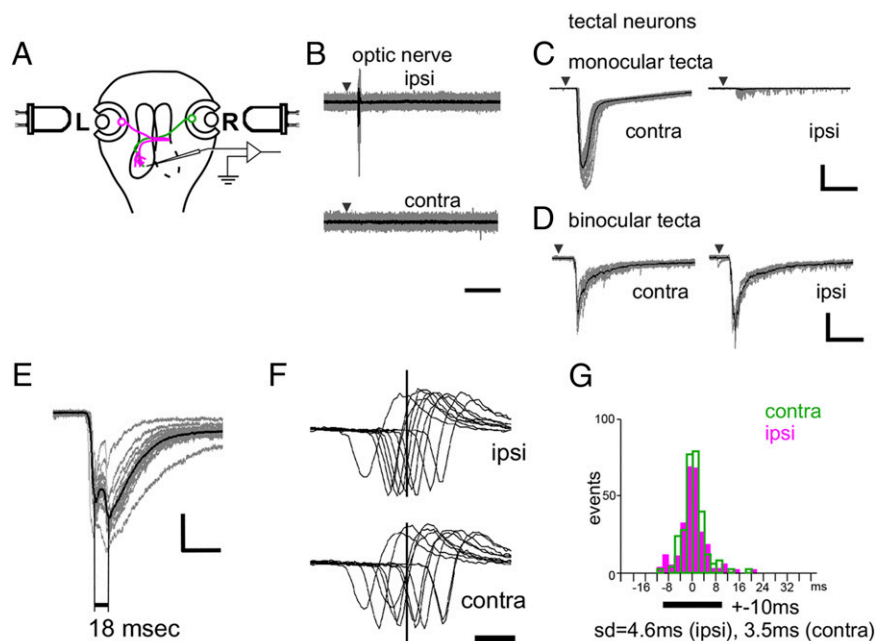 A
L
R
B
optic nerve
ipsi
contra
tectal neurons
C
monocular tecta
contra
ipsi
D
binocular tecta
contra
ipsi
E
18 msec
F
ipsi
contra
G
contra
ipsi
events
100
50
0
-16 -8 0 8 16 24 32 ms
+-10ms
sd=4.6ms (ipsi), 3.5ms (contra)